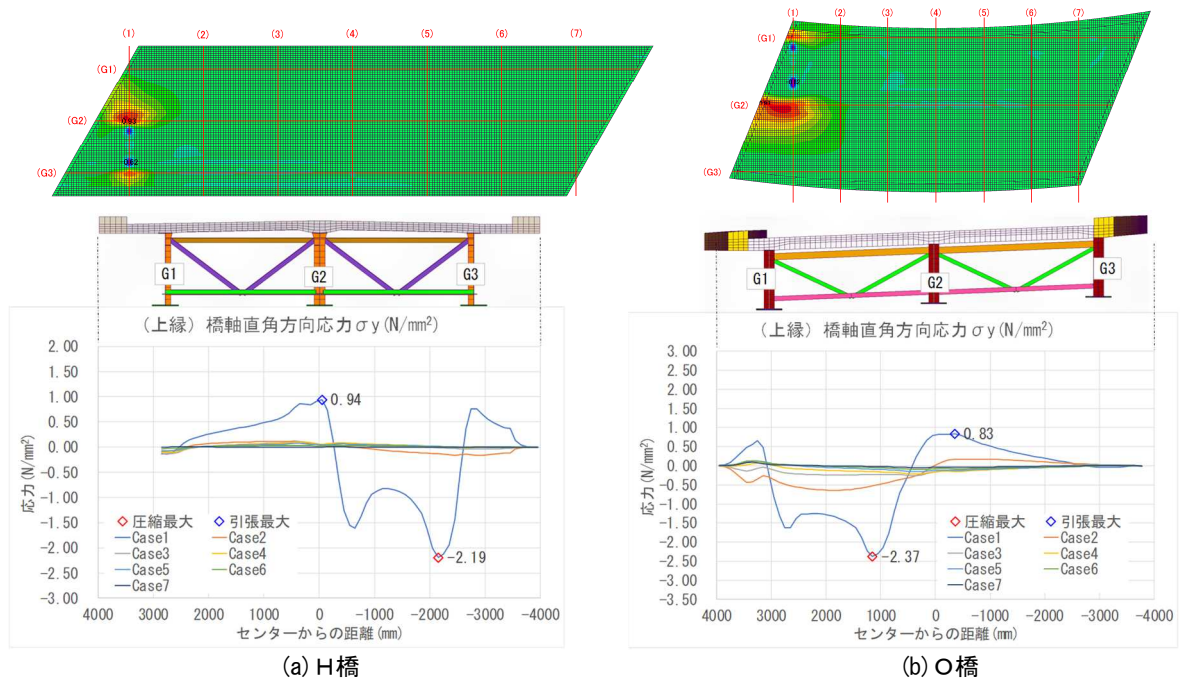 (1)
(2)
(3)
(4)
(5)
(6)
(7)
(G1)
(G2)
(G3)
0.93
G1
G2
G3
(上縁) 橋軸直角方向応力σy(N/mm²)
応力(N/mm²)
2.00
1.50
1.00
0.50
0.00
-0.50
-1.00
-1.50
-2.00
-2.50
-3.00
0.94
-2.19
圧縮最大 引張最大
Case1 Case2
Case3 Case4
Case5 Case6
Case7
4000 3000 2000 1000 0 -1000 -2000 -3000 -4000
センターからの距離(mm)
(a) H橋
(1)
(2)
(3)
(4)
(5)
(6)
(7)
(G1)
(G2)
(G3)
G1
G2
G3
(上縁) 橋軸直角方向応力σy(N/mm²)
応力(N/mm²)
3.00
2.50
2.00
1.50
1.00
0.50
0.00
-0.50
-1.00
-1.50
-2.00
-2.50
-3.00
-3.50
0.83
-2.37
圧縮最大 引張最大
Case1 Case2
Case3 Case4
Case5 Case6
Case7
4000 3000 2000 1000 0 -1000 -2000 -3000 -4000
センターからの距離(mm)
(b) O橋